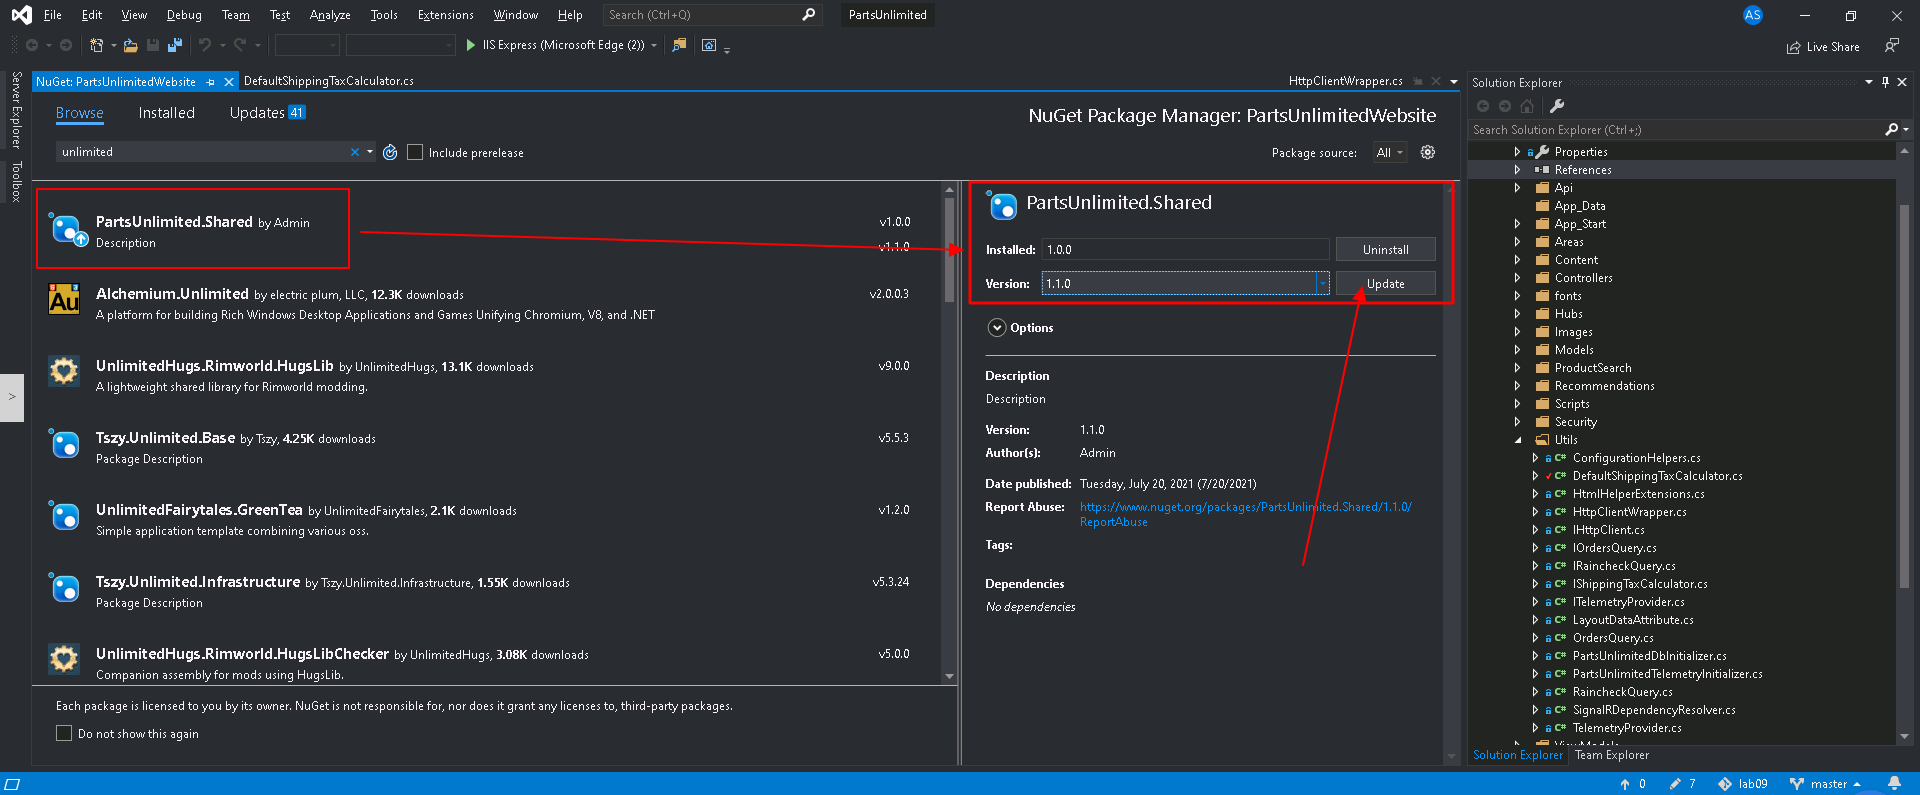 File Edit View Debug Team Test Analyze Tools Extensions Window Help Search (Ctrl+Q) PartsUnlimited AS
IIS Express (Microsoft Edge (2)) Live Share
Server Explorer
Toolbox
NuGet: PartsUnlimitedWebsite DefaultShippingTaxCalculator.cs HttpClientWrapper.cs
Browse Installed Updates 41
NuGet Package Manager: PartsUnlimitedWebsite
unlimited Include prerelease Package source: All
PartsUnlimited.Shared by Admin v1.0.0
Description v1.1.0
Alchemium.Unlimited by electric plum, LLC, 12.3K downloads v2.0.0.3
A platform for building Rich Windows Desktop Applications and Games Unifying Chromium, V8, and .NET
UnlimitedHugs.Rimworld.HugsLib by UnlimitedHugs, 13.1K downloads v9.0.0
A lightweight shared library for Rimworld modding.
Tszy.Unlimited.Base by Tszy, 4.25K downloads v5.5.3
Package Description
UnlimitedFairytales.GreenTea by UnlimitedFairytales, 2.1K downloads v1.2.0
Simple application template combining various oss.
Tszy.Unlimited.Infrastructure by Tszy.Unlimited.Infrastructure, 1.55K downloads v5.3.24
Package Description
UnlimitedHugs.Rimworld.HugsLibChecker by UnlimitedHugs, 3.08K downloads v5.0.0
Companion assembly for mods using HugsLib.
Each package is licensed to you by its owner. NuGet is not responsible for, nor does it grant any licenses to, third-party packages.
Do not show this again
PartsUnlimited.Shared
Installed: 1.0.0 Uninstall
Version: 1.1.0 Update
Options
Description
Description
Version: 1.1.0
Author(s): Admin
Date published: Tuesday, July 20, 2021 (7/20/2021)
Report Abuse: https://www.nuget.org/packages/PartsUnlimited.Shared/1.1.0/
ReportAbuse
Tags:
Dependencies
No dependencies
Solution Explorer
Search Solution Explorer (Ctrl+;)
Properties
References
Api
App_Data
App_Start
Areas
Content
Controllers
fonts
Hubs
Images
Models
ProductSearch
Recommendations
Scripts
Security
Utils
C# ConfigurationHelpers.cs
C# DefaultShippingTaxCalculator.cs
C# HtmlHelperExtensions.cs
C# HttpClientWrapper.cs
C# IHttpClient.cs
C# IOrdersQuery.cs
C# IRaincheckQuery.cs
C# IShippingTaxCalculator.cs
C# ITelemetryProvider.cs
C# LayoutDataAttribute.cs
C# OrdersQuery.cs
C# PartsUnlimitedDbInitializer.cs
C# PartsUnlimitedTelemetryInitializer.cs
C# RaincheckQuery.cs
C# SignalRDependencyResolver.cs
C# TelemetryProvider.cs
ViewModels
Solution Explorer Team Explorer
0 7 lab09 master